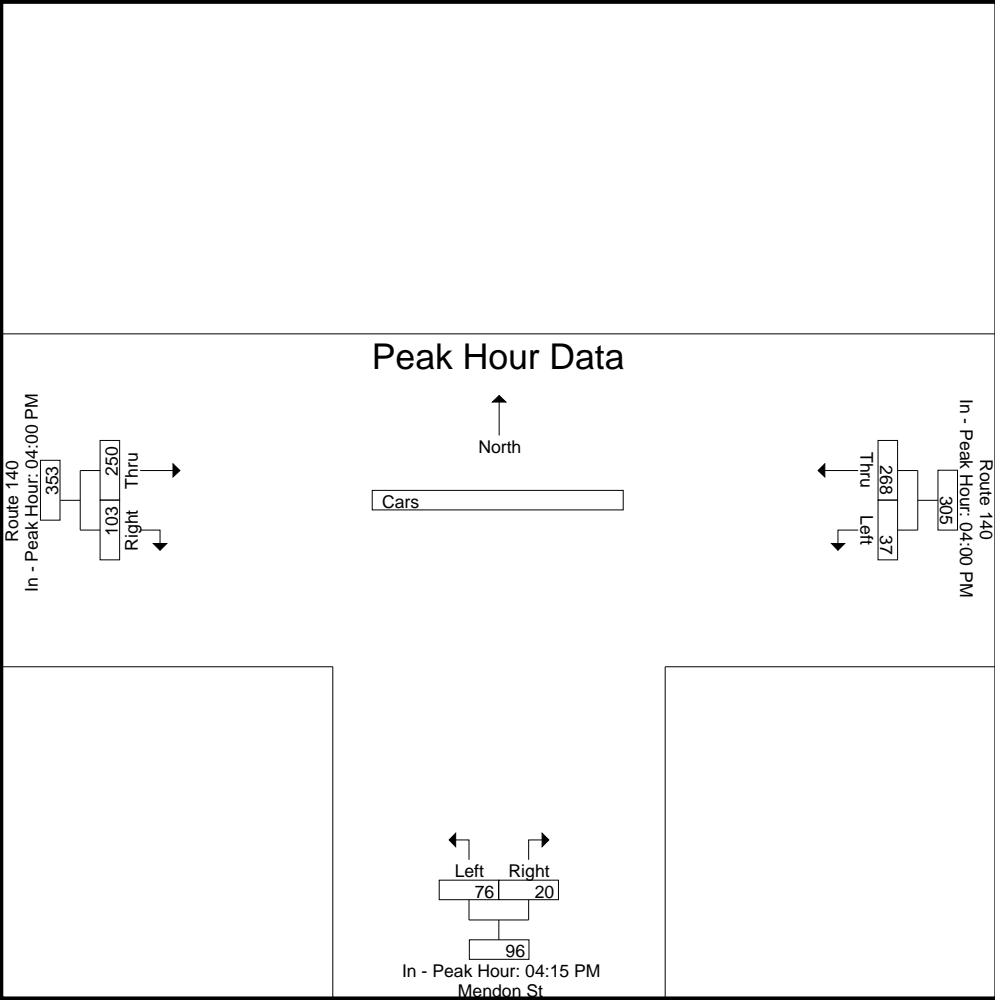 Peak Hour Data
North
Cars
Route 140
In - Peak Hour: 04:00 PM
353
250
103
Thru
Right
Route 140
In - Peak Hour: 04:00 PM
305
268
37
Thru
Left
Left Right
76 20
96
In - Peak Hour: 04:15 PM
Mendon St